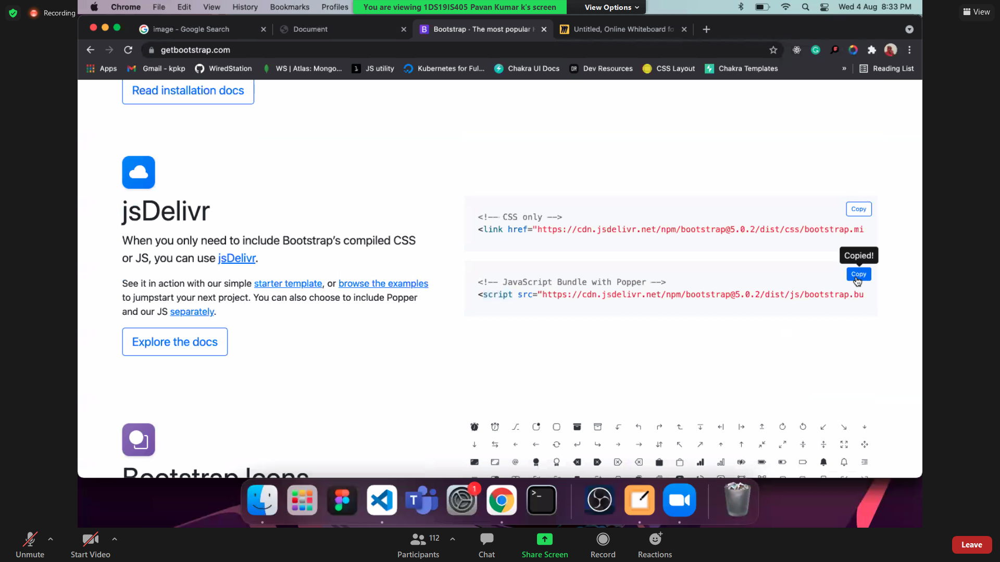 Recording
Chrome File Edit View History Bookmarks Profiles
You are viewing 1DS19IS405 Pavan Kumar k's screen
View Options
Wed 4 Aug 8:33 PM
View
image - Google Search
Document
Bootstrap · The most popular H
Untitled, Online Whiteboard fo
getbootstrap.com
Apps
Gmail - kpkp
WiredStation
WS | Atlas: Mongo...
JS utility
Kubernetes for Ful...
Chakra UI Docs
DR Dev Resources
CSS Layout
Chakra Templates
»
Reading List
Read installation docs
jsDelivr
When you only need to include Bootstrap's compiled CSS
or JS, you can use jsDelivr.
See it in action with our simple starter template, or browse the examples
to jumpstart your next project. You can also choose to include Popper
and our JS separately.
Explore the docs
Copy
<!-- CSS only -->
<link href="https://cdn.jsdelivr.net/npm/bootstrap@5.0.2/dist/css/bootstrap.mi
Copied!
Copy
<!-- JavaScript Bundle with Popper -->
<script src="https://cdn.jsdelivr.net/npm/bootstrap@5.0.2/dist/js/bootstrap.bu
Bootstrap Icons
1
Unmute
Start Video
112
Participants
Chat
Share Screen
Record
Reactions
Leave